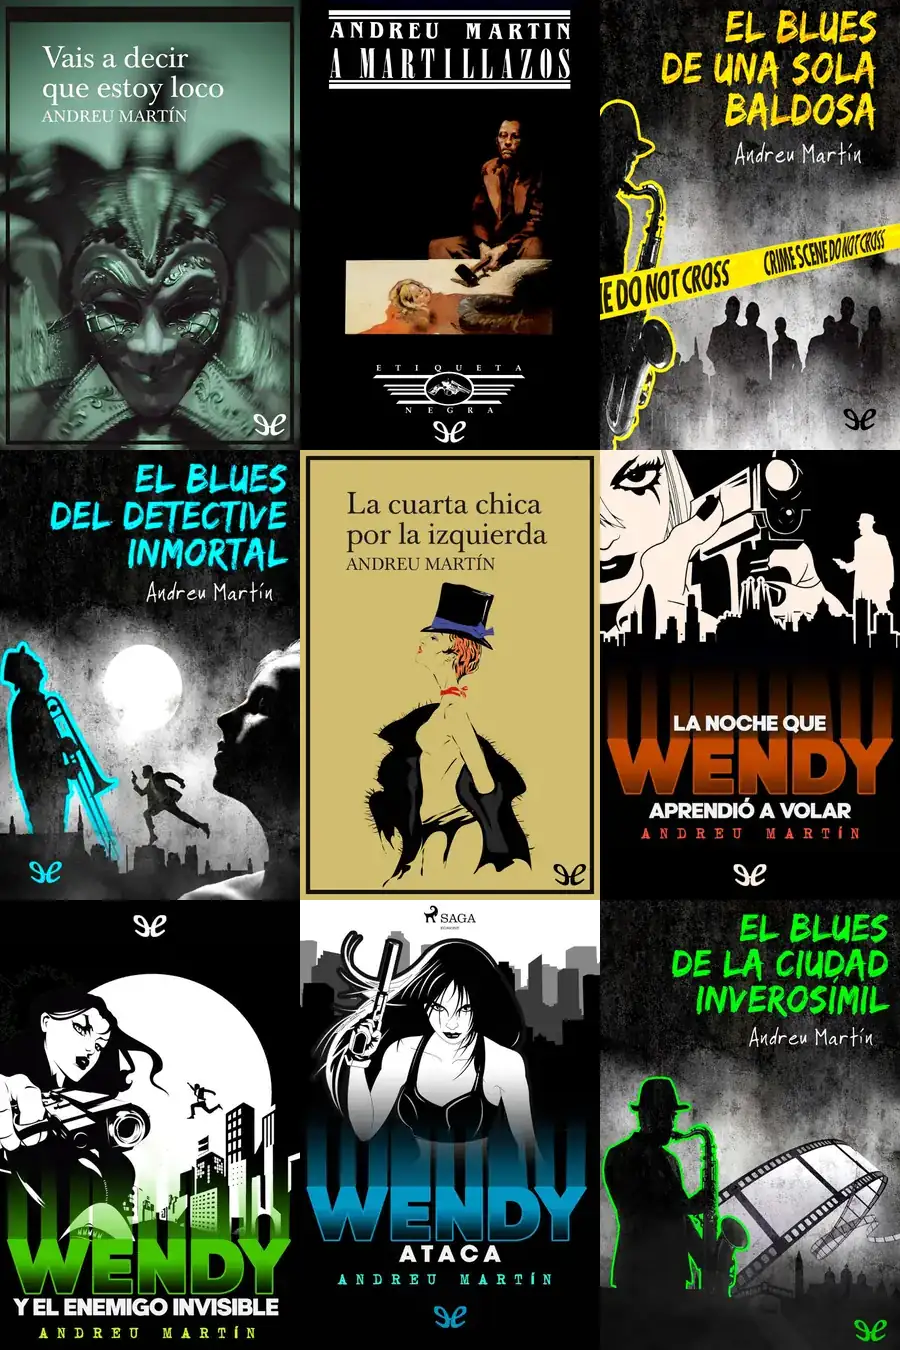 Vais a decir
que estoy loco
ANDREU MARTÍN
ANDREU MARTIN
A MARTILLAZOS
ETIQUETA
NEGRA
EL BLUES
DE UNA SOLA
BALDOSA
Andreu Martín
E DO NOT CROSS
CRIME SCENE DO NOT CROSS
EL BLUES
DEL DETECTIVE
INMORTAL
Andreu Martín
La cuarta chica
por la izquierda
ANDREU MARTÍN
LA NOCHE QUE
WENDY
APRENDIÓ A VOLAR
ANDREU MARTÍN
WENDY
Y EL ENEMIGO INVISIBLE
ANDREU MARTÍN
SAGA
EGMONT
WENDY
ATACA
ANDREU MARTÍN
EL BLUES
DE LA CIUDAD
INVEROSÍMIL
Andreu Martín